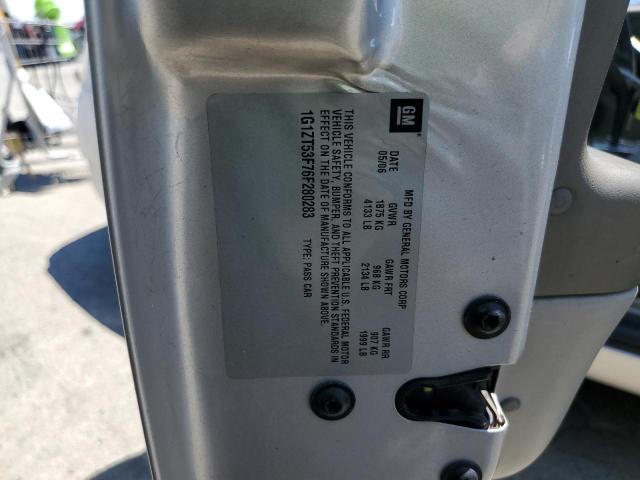 GM
MFD BY GENERAL MOTORS CORP
DATE GVWR GAWR FRT GAWR RR
05/06 1875 KG 968 KG 907 KG
4133 LB 2134 LB 1999 LB
THIS VEHICLE CONFORMS TO ALL APPLICABLE U.S. FEDERAL MOTOR
VEHICLE SAFETY, BUMPER, AND THEFT PREVENTION STANDARDS IN
EFFECT ON THE DATE OF MANUFACTURE SHOWN ABOVE.
1G1ZT53F76F280283 TYPE: PASS CAR